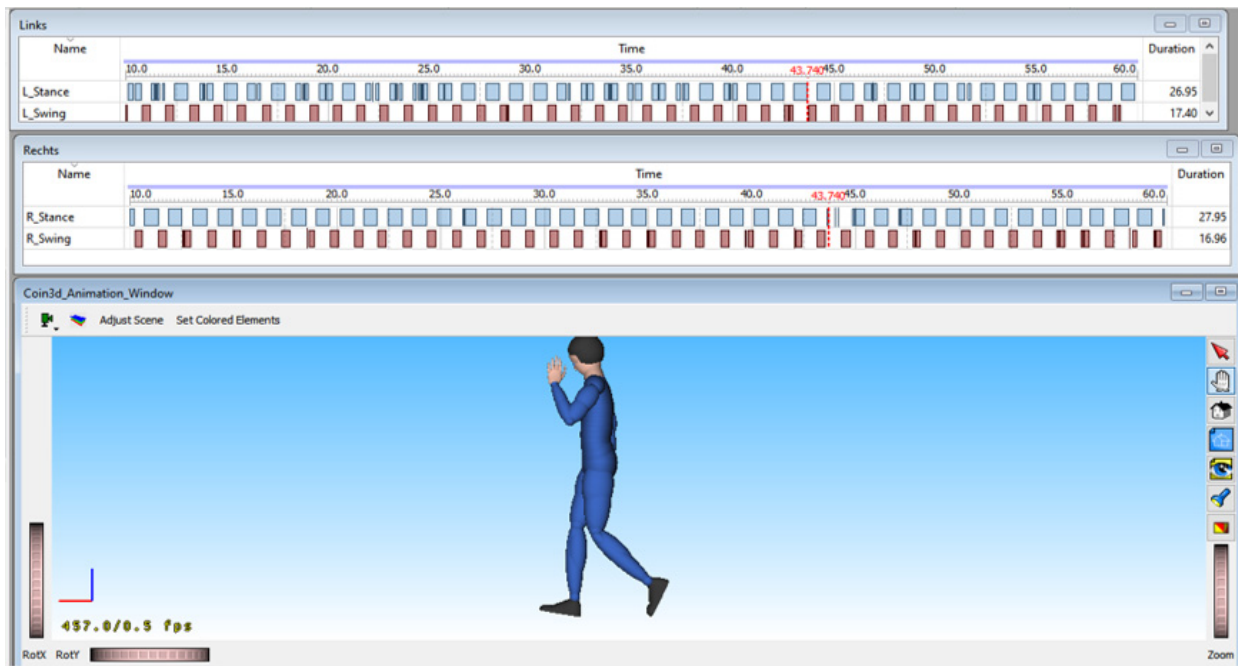 Links
Name Time Duration
10.0 15.0 20.0 25.0 30.0 35.0 40.0 43.740 45.0 50.0 55.0 60.0
L_Stance 26.95
L_Swing 17.40
Rechts
Name Time Duration
10.0 15.0 20.0 25.0 30.0 35.0 40.0 43.740 45.0 50.0 55.0 60.0
R_Stance 27.95
R_Swing 16.96
Coin3d_Animation_Window
Adjust Scene Set Colored Elements
457.0/0.5 fps
RotX RotY Zoom